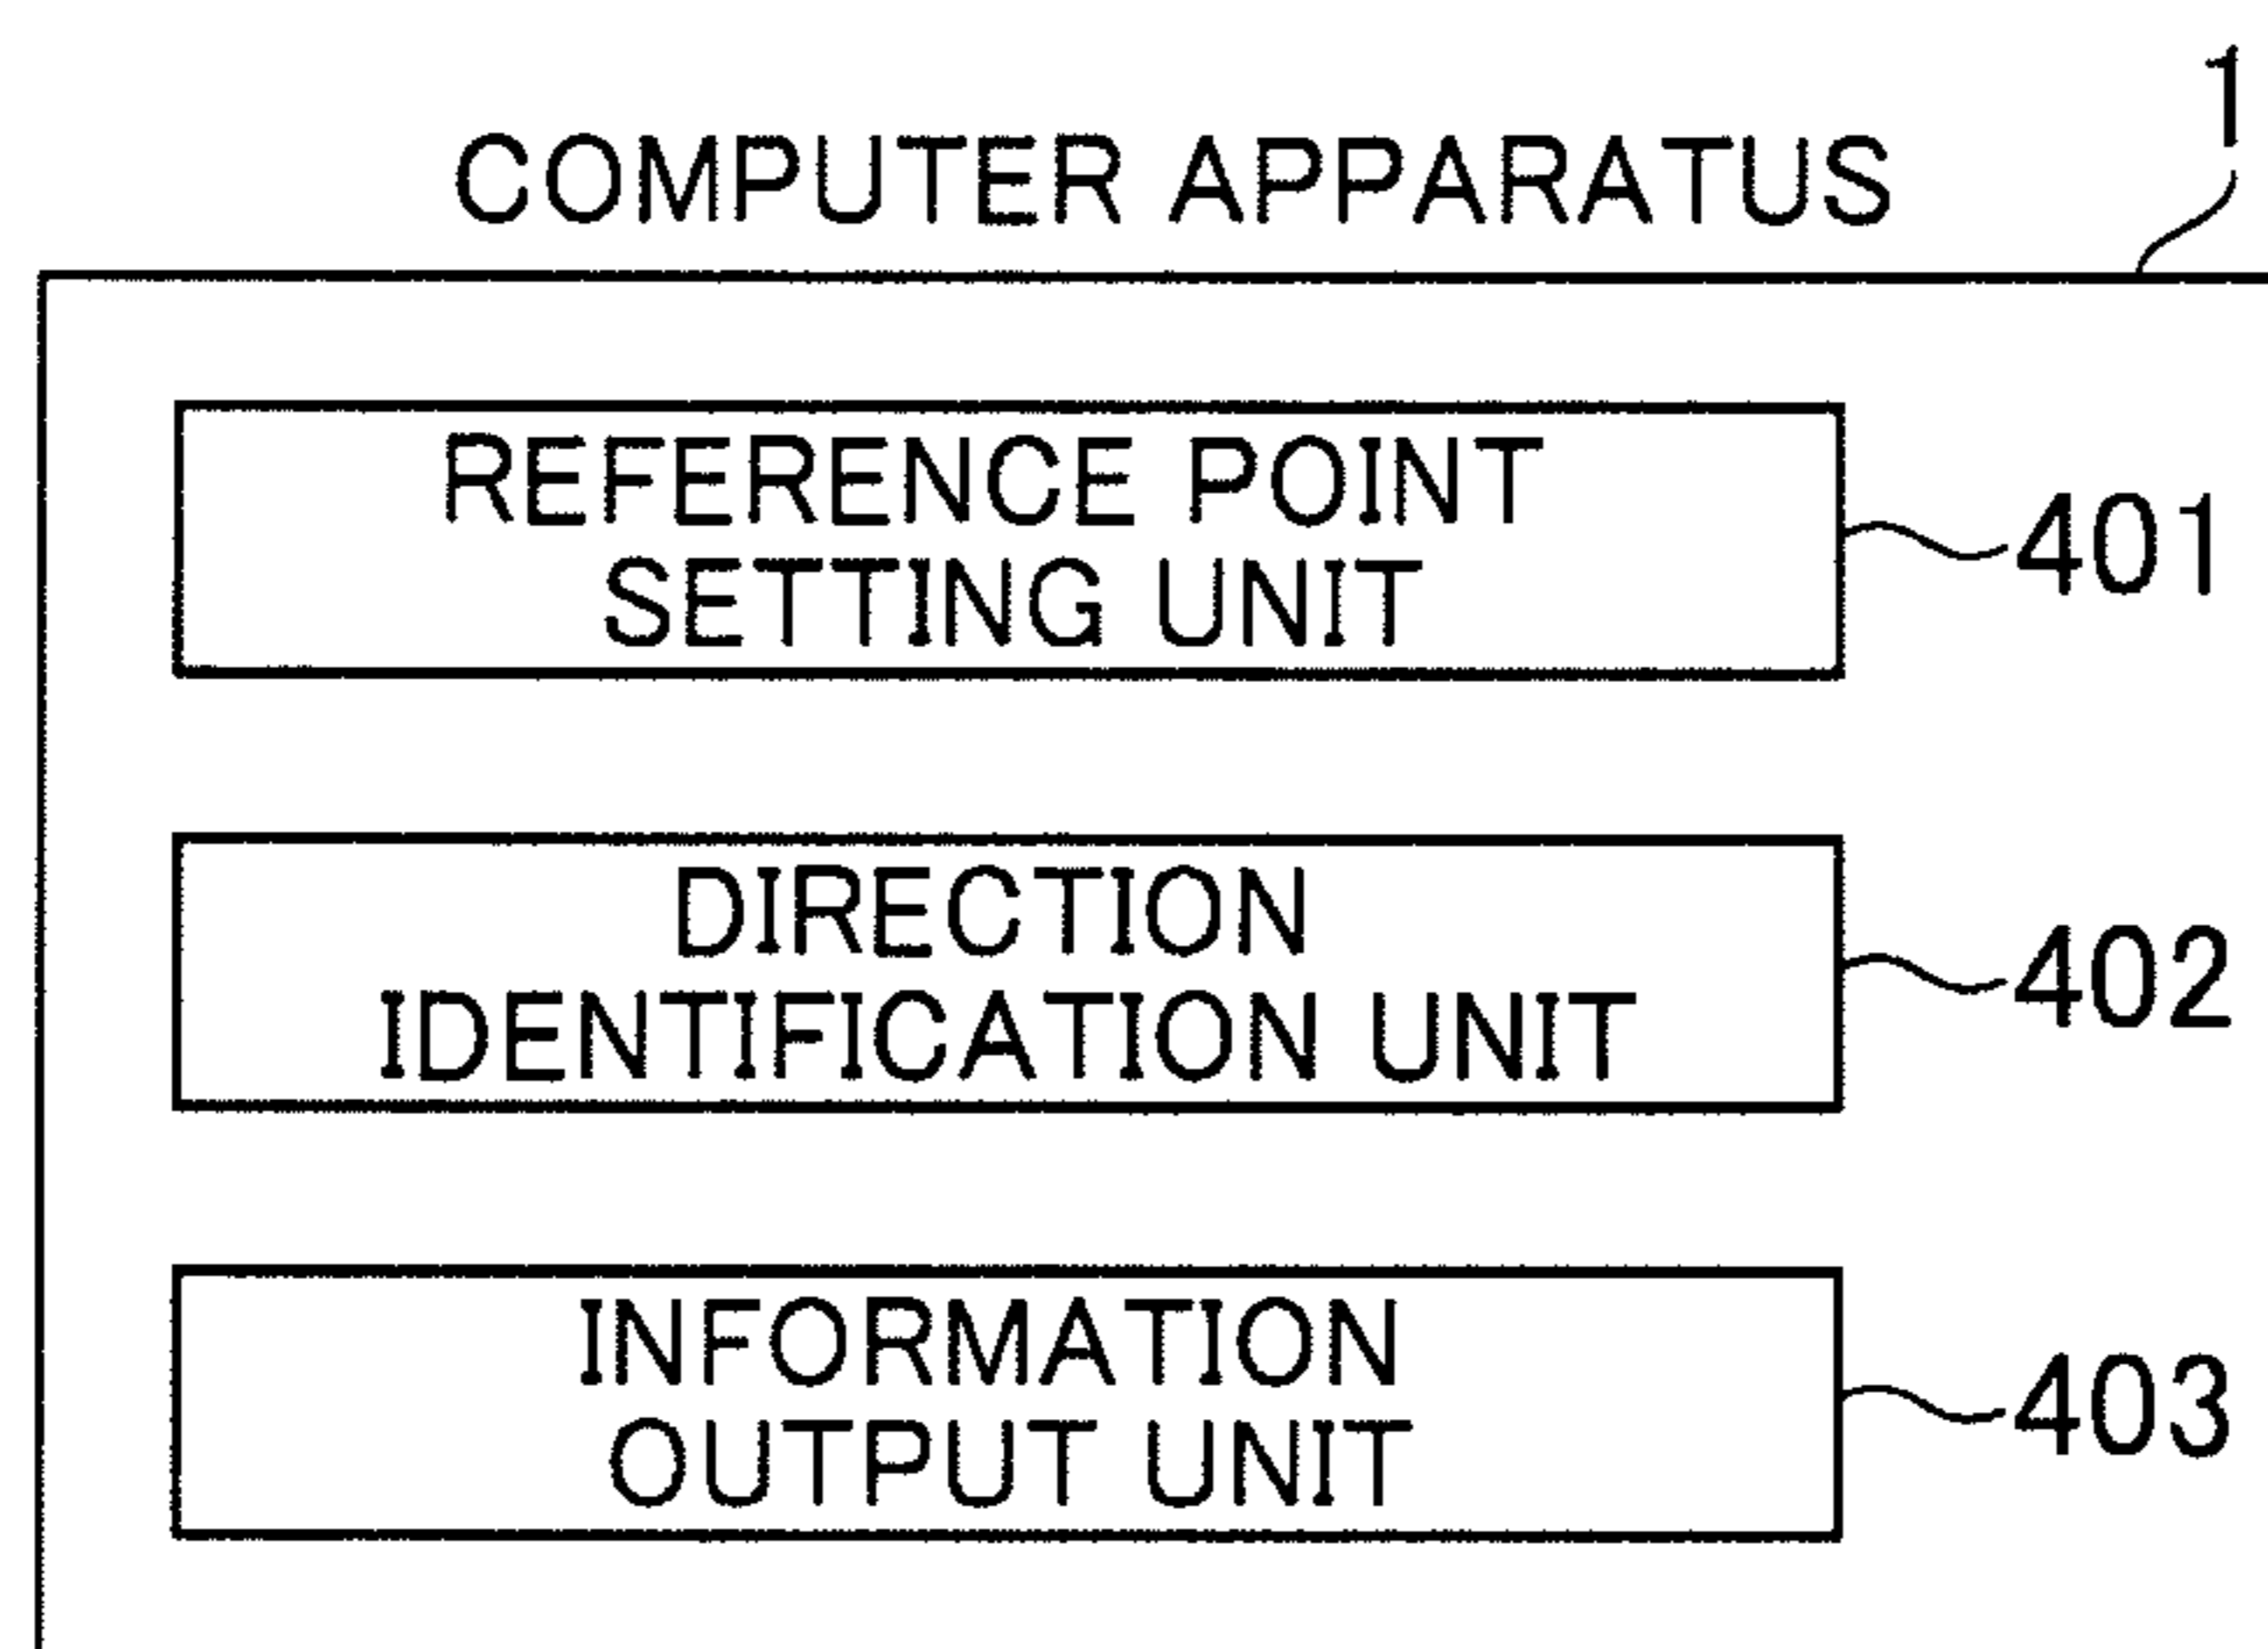 1
COMPUTER APPARATUS
REFERENCE POINT
SETTING UNIT
401
DIRECTION
IDENTIFICATION UNIT
402
INFORMATION
OUTPUT UNIT
403